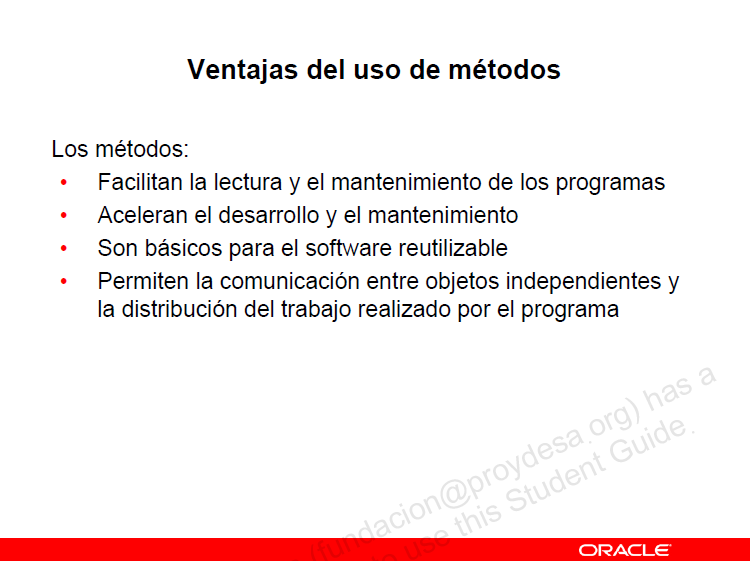 Ventajas del uso de métodos
Los métodos:
• Facilitan la lectura y el mantenimiento de los programas
• Aceleran el desarrollo y el mantenimiento
• Son básicos para el software reutilizable
• Permiten la comunicación entre objetos independientes y
la distribución del trabajo realizado por el programa
(fundacion@proydesa.org) has a
use this Student Guide.
ORACLE